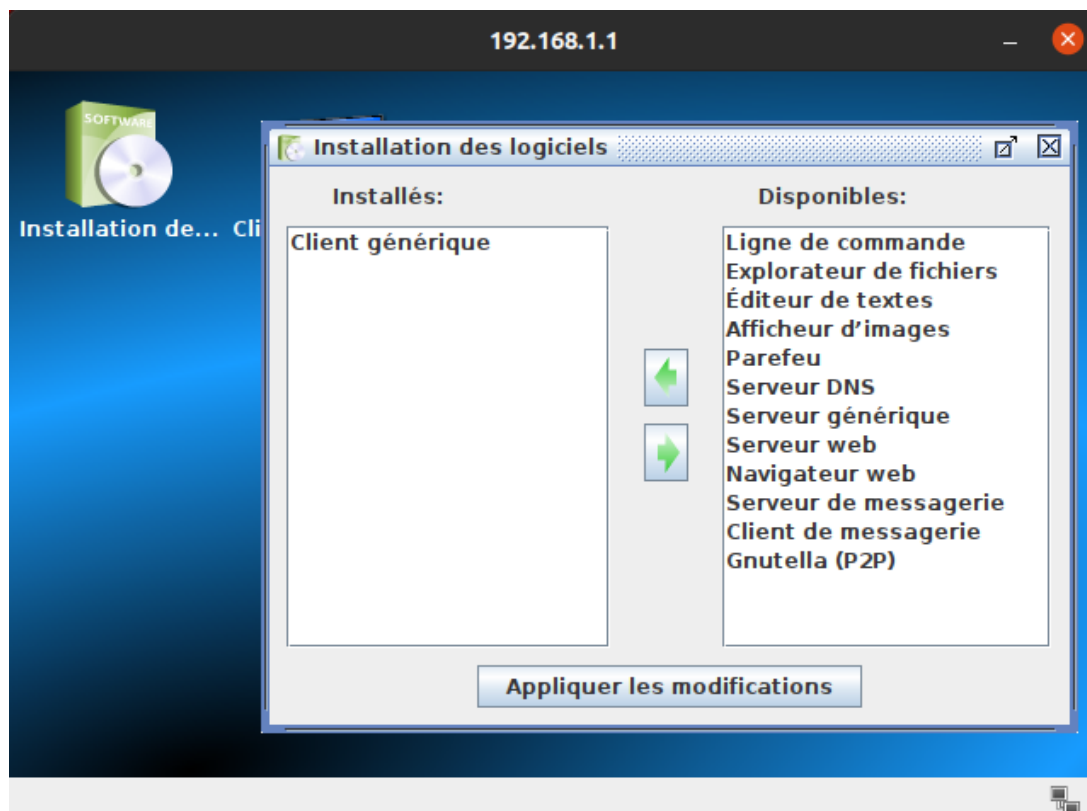 192.168.1.1
SOFTWARE
Installation de...
Cli
Installation des logiciels
Installés:
Client générique
Disponibles:
Ligne de commande
Explorateur de fichiers
Éditeur de textes
Afficheur d’images
Parefeu
Serveur DNS
Serveur générique
Serveur web
Navigateur web
Serveur de messagerie
Client de messagerie
Gnutella (P2P)
Appliquer les modifications